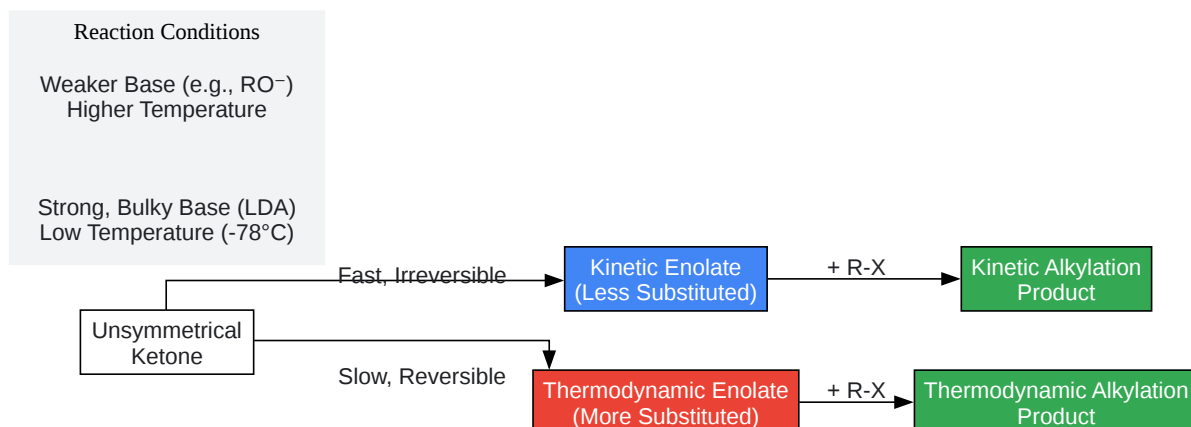 Reaction Conditions
Weaker Base (e.g., RO⁻)
Higher Temperature
Strong, Bulky Base (LDA)
Low Temperature (-78°C)
Unsymmetrical
Ketone
Fast, Irreversible
Kinetic Enolate
(Less Substituted)
+ R-X
Kinetic Alkylation
Product
Slow, Reversible
Thermodynamic Enolate
(More Substituted)
+ R-X
Thermodynamic Alkylation
Product